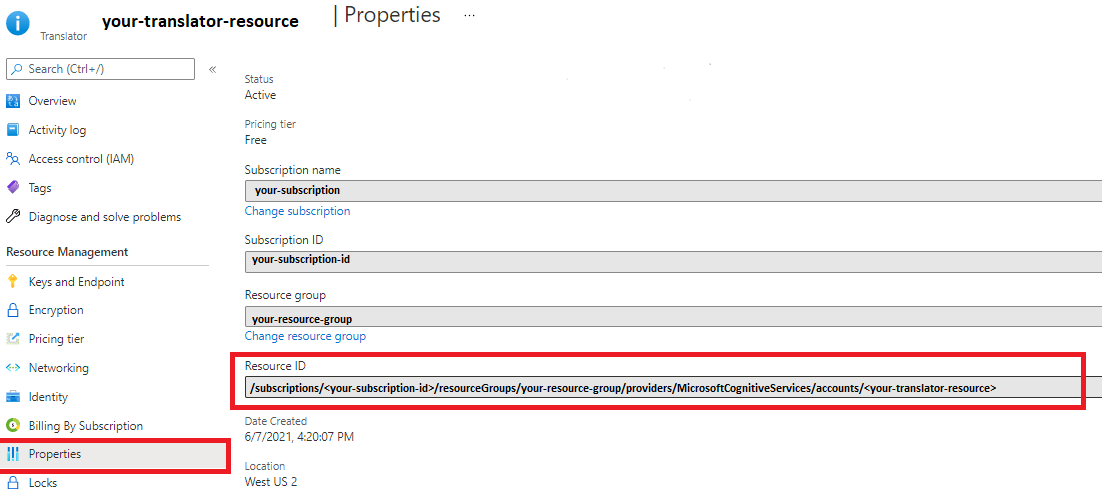 your-translator-resource | Properties ...
Translator
Search (Ctrl+/) «
Overview
Activity log
Access control (IAM)
Tags
Diagnose and solve problems
Resource Management
Keys and Endpoint
Encryption
Pricing tier
Networking
Identity
Billing By Subscription
Properties
Locks
Status
Active
Pricing tier
Free
Subscription name
your-subscription
Change subscription
Subscription ID
your-subscription-id
Resource group
your-resource-group
Change resource group
Resource ID
/subscriptions/<your-subscription-id>/resourceGroups/your-resource-group/providers/MicrosoftCognitiveServices/accounts/<your-translator-resource>
Date Created
6/7/2021, 4:20:07 PM
Location
West US 2